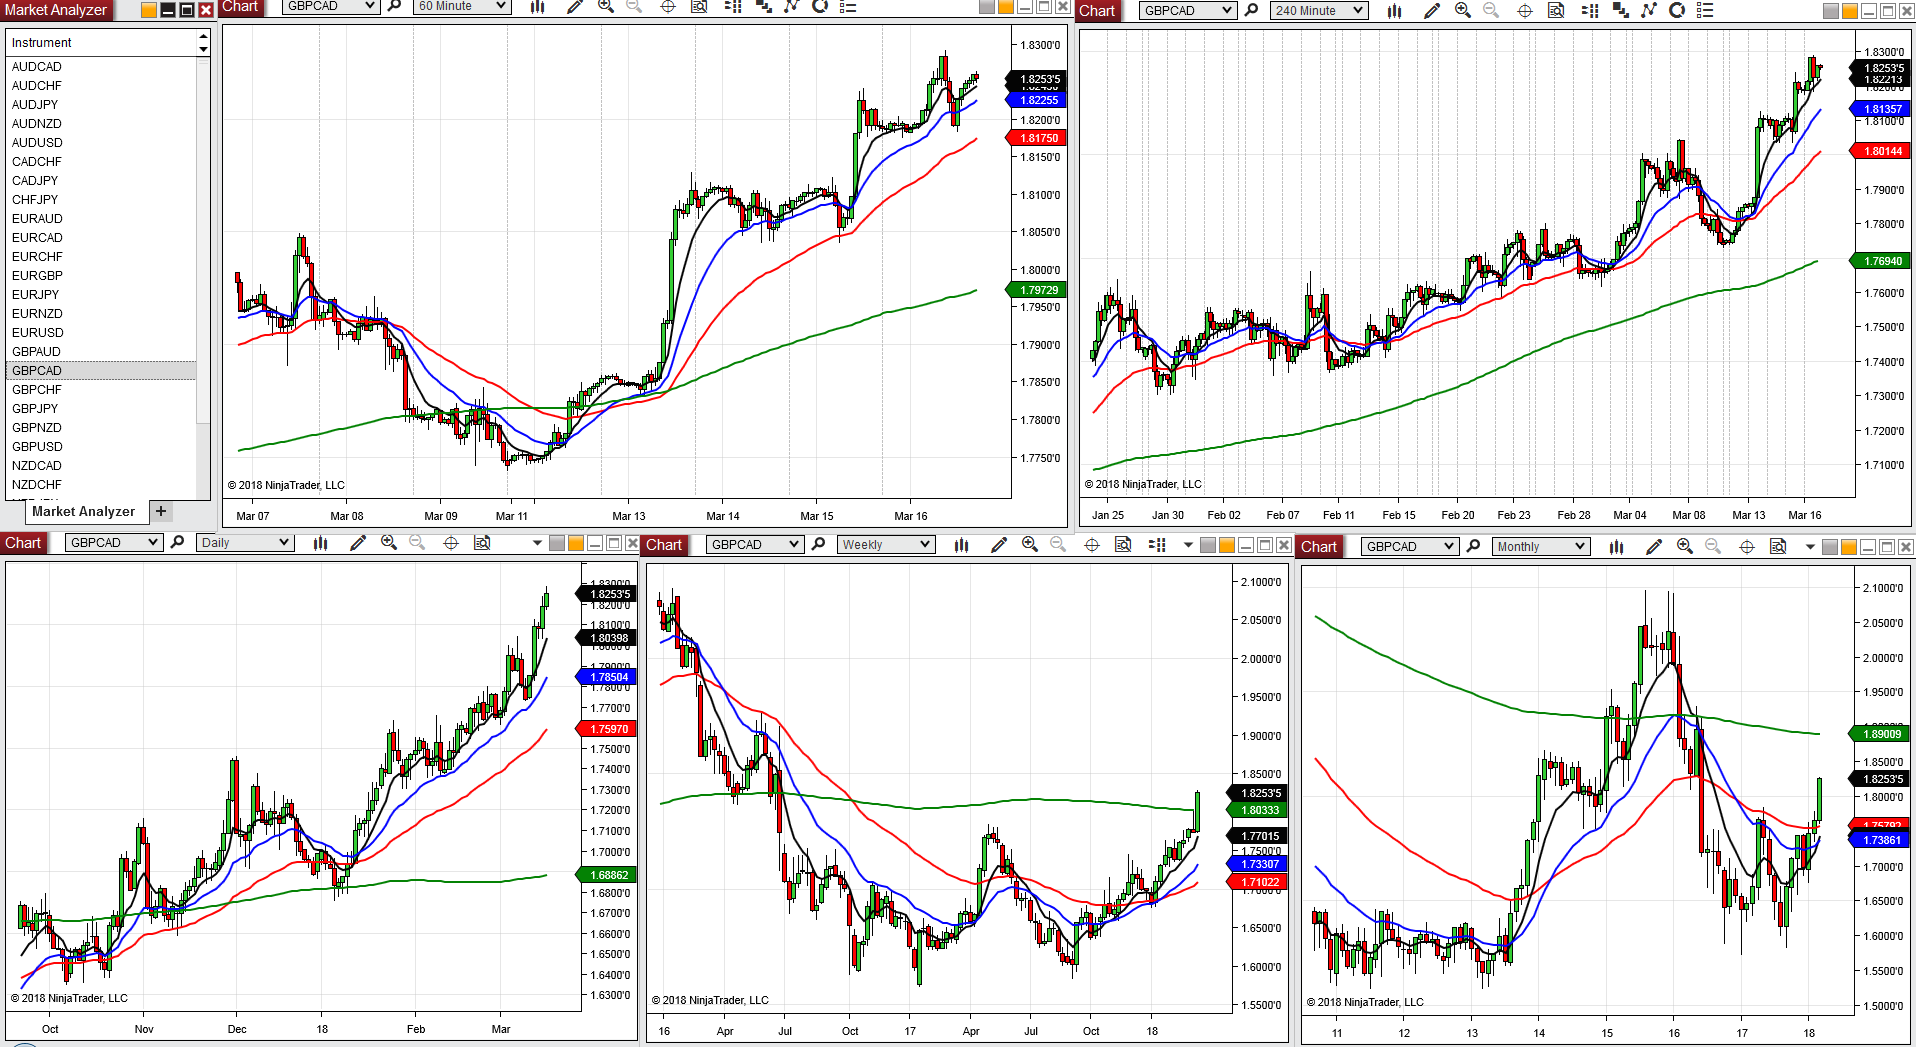 Market Analyzer
Instrument
AUDCAD
AUDCHF
AUDJPY
AUDNZD
AUDUSD
CADCHF
CADJPY
CHFJPY
EURAUD
EURCAD
EURCHF
EURGBP
EURJPY
EURNZD
EURUSD
GBPAUD
GBPCAD
GBPCHF
GBPJPY
GBPNZD
GBPUSD
NZDCAD
NZDCHF
Market Analyzer +
Chart GBPCAD 60 Minute
1.8300'0
1.8253'5
1.82255
1.8200'0
1.81750
1.8150'0
1.8100'0
1.8050'0
1.8000'0
1.79729
1.7950'0
1.7900'0
1.7850'0
1.7800'0
1.7750'0
© 2018 NinjaTrader, LLC
Mar 07 Mar 08 Mar 09 Mar 11 Mar 13 Mar 14 Mar 15 Mar 16
Chart GBPCAD 240 Minute
1.8300'0
1.8253'5
1.82213
1.81357
1.8100'0
1.80144
1.7900'0
1.7800'0
1.76940
1.7600'0
1.7500'0
1.7400'0
1.7300'0
1.7200'0
1.7100'0
© 2018 NinjaTrader, LLC
Jan 25 Jan 30 Feb 02 Feb 07 Feb 11 Feb 15 Feb 20 Feb 23 Feb 28 Mar 04 Mar 08 Mar 13 Mar 16
Chart GBPCAD Daily
1.8300'0
1.8253'5
1.8200'0
1.8100'0
1.80398
1.8000'0
1.7900'0
1.78504
1.7800'0
1.7700'0
1.75970
1.7500'0
1.7400'0
1.7300'0
1.7200'0
1.7100'0
1.7000'0
1.68862
1.6800'0
1.6700'0
1.6600'0
1.6500'0
1.6400'0
1.6300'0
© 2018 NinjaTrader, LLC
Oct Nov Dec 18 Feb Mar
Chart GBPCAD Weekly
2.1000'0
2.0500'0
2.0000'0
1.9500'0
1.9000'0
1.8500'0
1.8253'5
1.80333
1.77015
1.7500'0
1.73307
1.71022
1.6500'0
1.6000'0
1.5500'0
© 2018 NinjaTrader, LLC
16 Apr Jul Oct 17 Apr Jul Oct 18
Chart GBPCAD Monthly
2.1000'0
2.0500'0
2.0000'0
1.9500'0
1.89009
1.8500'0
1.8253'5
1.8000'0
1.73861
1.7000'0
1.6500'0
1.6000'0
1.5500'0
1.5000'0
© 2018 NinjaTrader, LLC
11 12 13 14 15 16 17 18